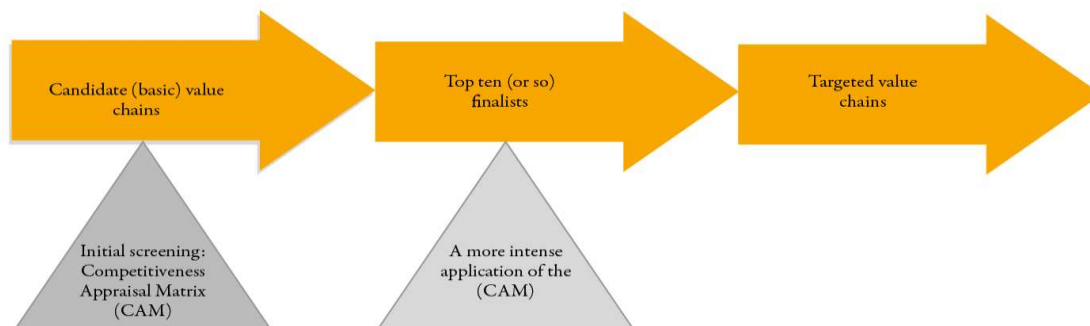 Candidate (basic) value
chains
Top ten (or so)
finalists
Targeted value
chains
Initial screening:
Competitiveness
Appraisal Matrix
(CAM)
A more intense
application of the
(CAM)